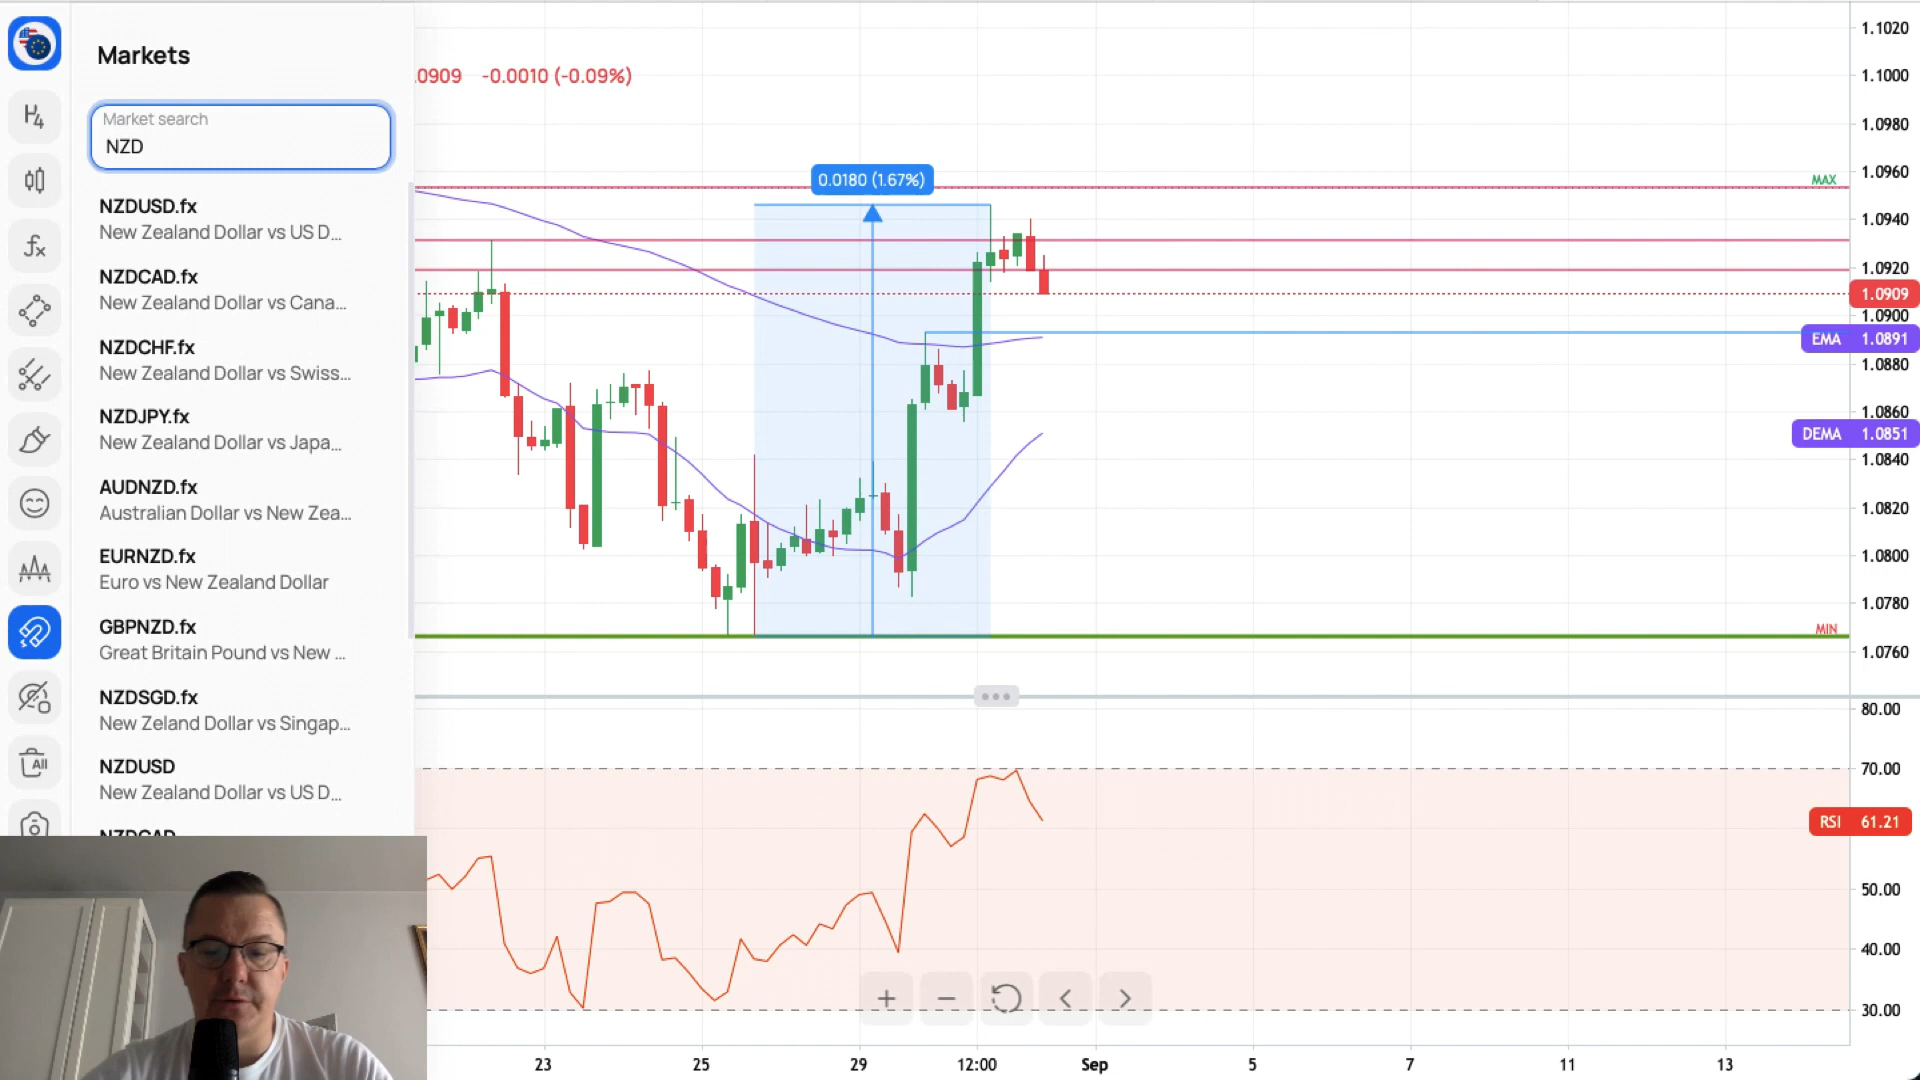 Markets
.0909 -0.0010 (-0.09%)
Market search
NZD
NZDUSD.fx
New Zealand Dollar vs US D...
NZDCAD.fx
New Zealand Dollar vs Cana...
NZDCHF.fx
New Zealand Dollar vs Swiss...
NZDJPY.fx
New Zealand Dollar vs Japa...
AUDNZD.fx
Australian Dollar vs New Zea...
EURNZD.fx
Euro vs New Zealand Dollar
GBPNZD.fx
Great Britain Pound vs New ...
NZDSGD.fx
New Zeland Dollar vs Singap...
NZDUSD
New Zealand Dollar vs US D...
NZDCAD
H4
fx
All
0.0180 (1.67%)
MAX
MIN
1.1020
1.1000
1.0980
1.0960
1.0940
1.0920
1.0909
1.0900
EMA 1.0891
1.0880
1.0860
DEMA 1.0851
1.0840
1.0820
1.0800
1.0780
1.0760
80.00
70.00
RSI 61.21
50.00
40.00
30.00
23 25 29 12:00 Sep 5 7 11 13